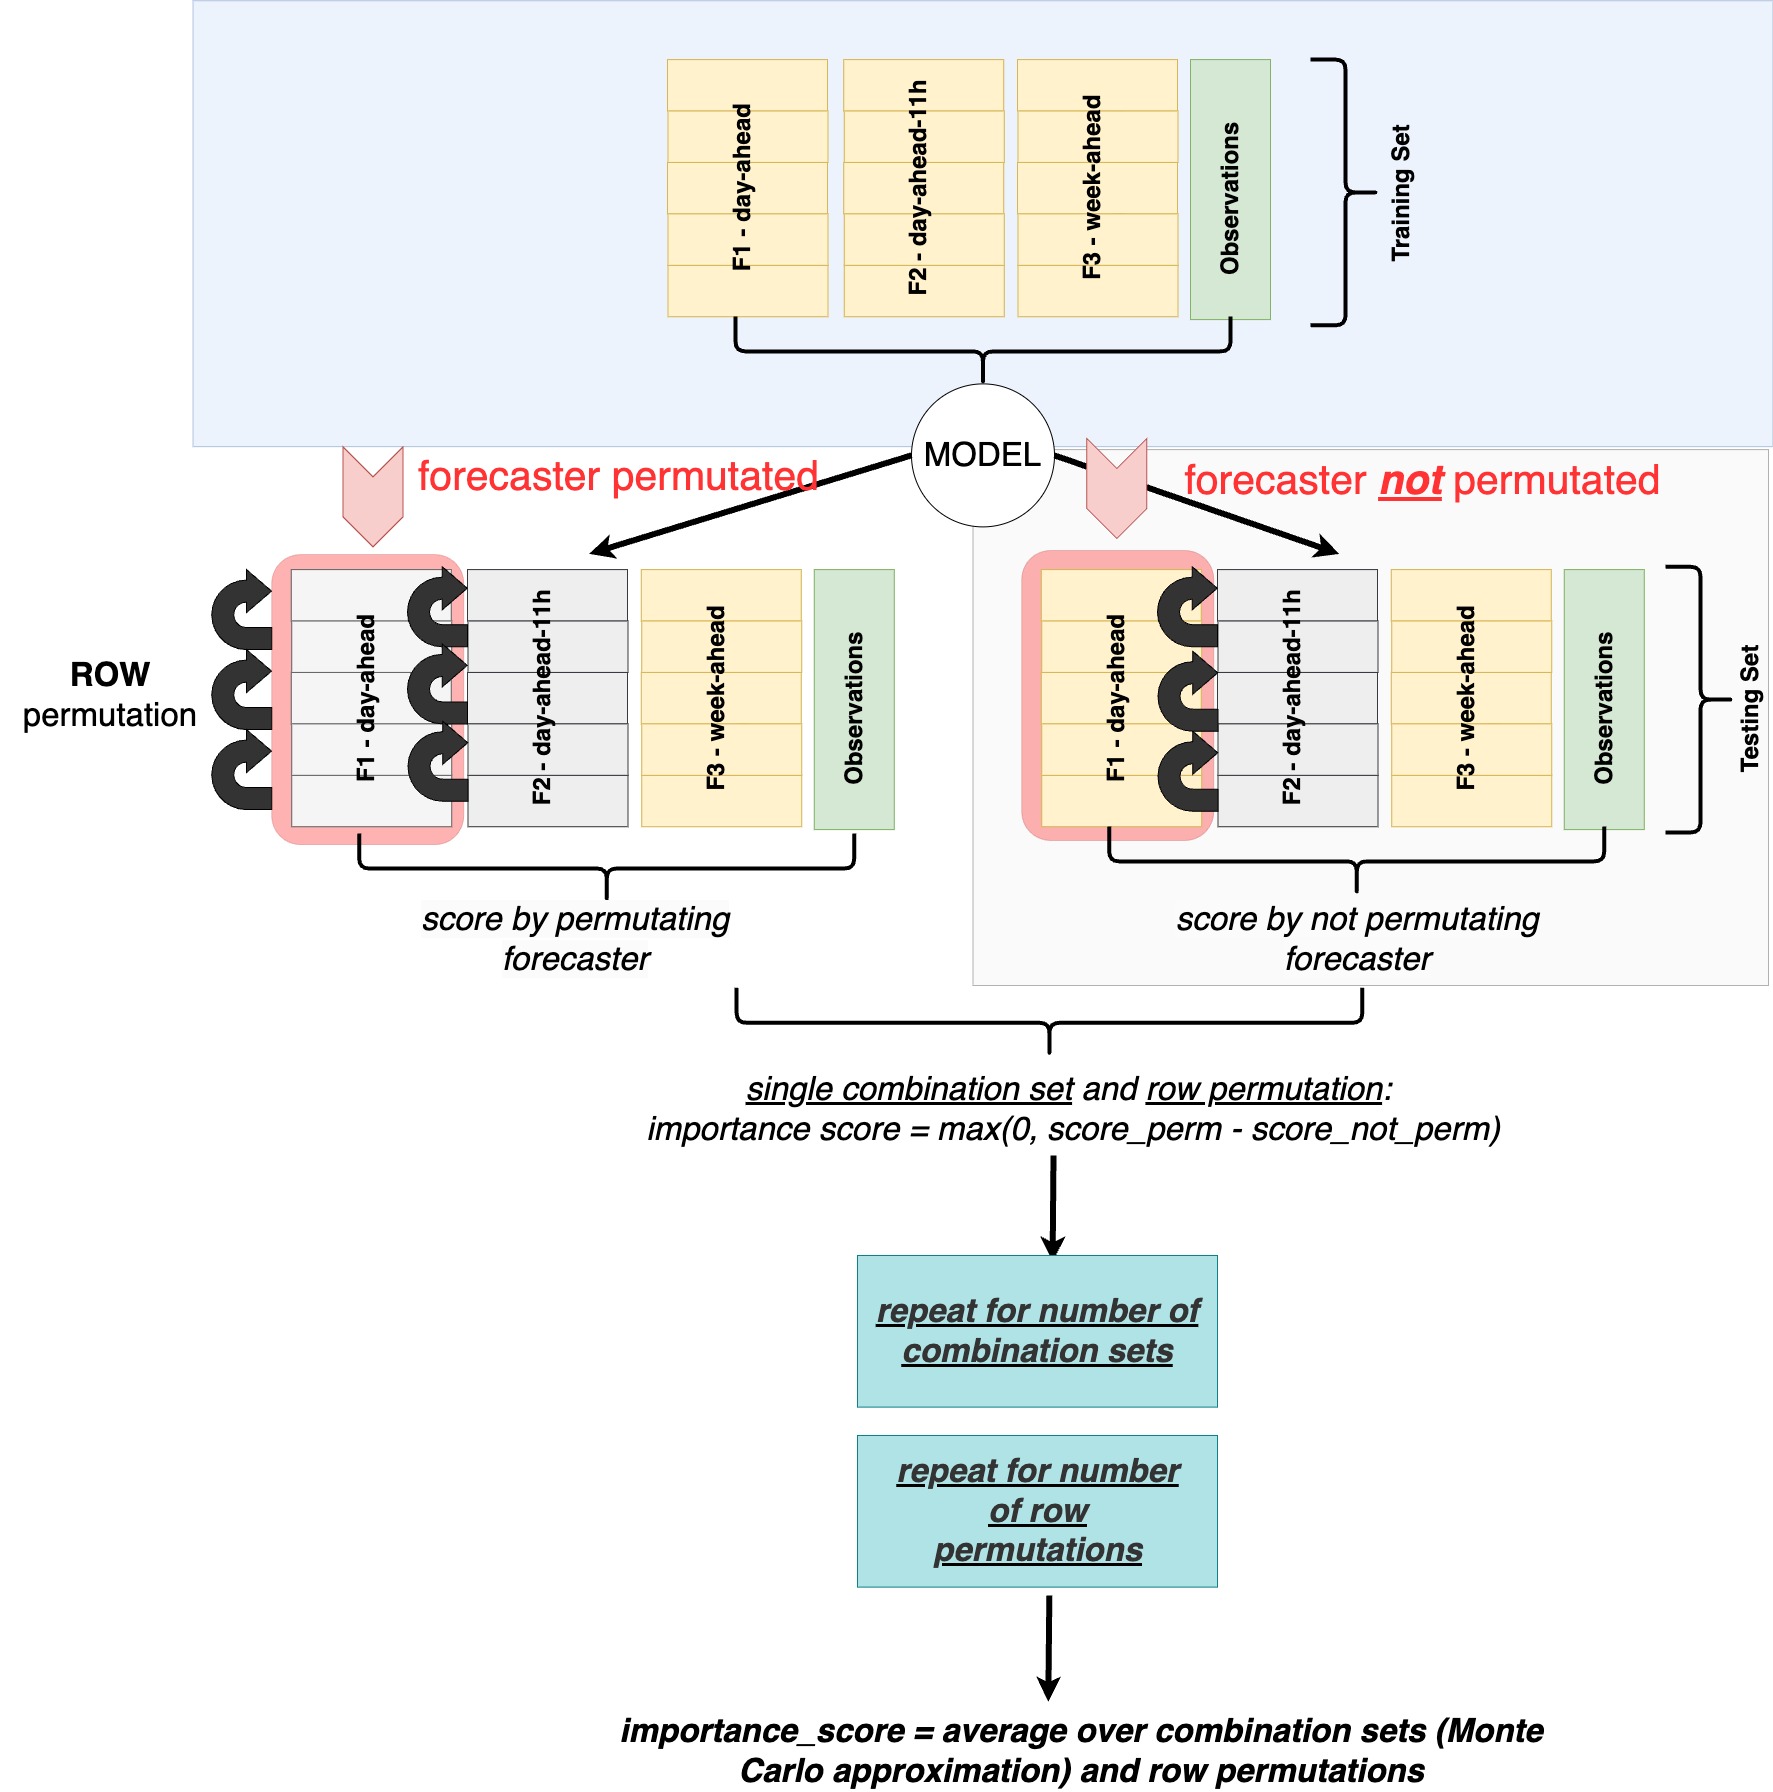 F1 - day-ahead
F2 - day-ahead-11h
F3 - week-ahead
Observations
Training Set
MODEL
forecaster permutated
forecaster not permutated
ROW
permutation
F1 - day-ahead
F2 - day-ahead-11h
F3 - week-ahead
Observations
F1 - day-ahead
F2 - day-ahead-11h
F3 - week-ahead
Observations
Testing Set
score by permutating
forecaster
score by not permutating
forecaster
single combination set and row permutation:
importance score = max(0, score_perm - score_not_perm)
repeat for number of
combination sets
repeat for number
of row
permutations
importance_score = average over combination sets (Monte
Carlo approximation) and row permutations